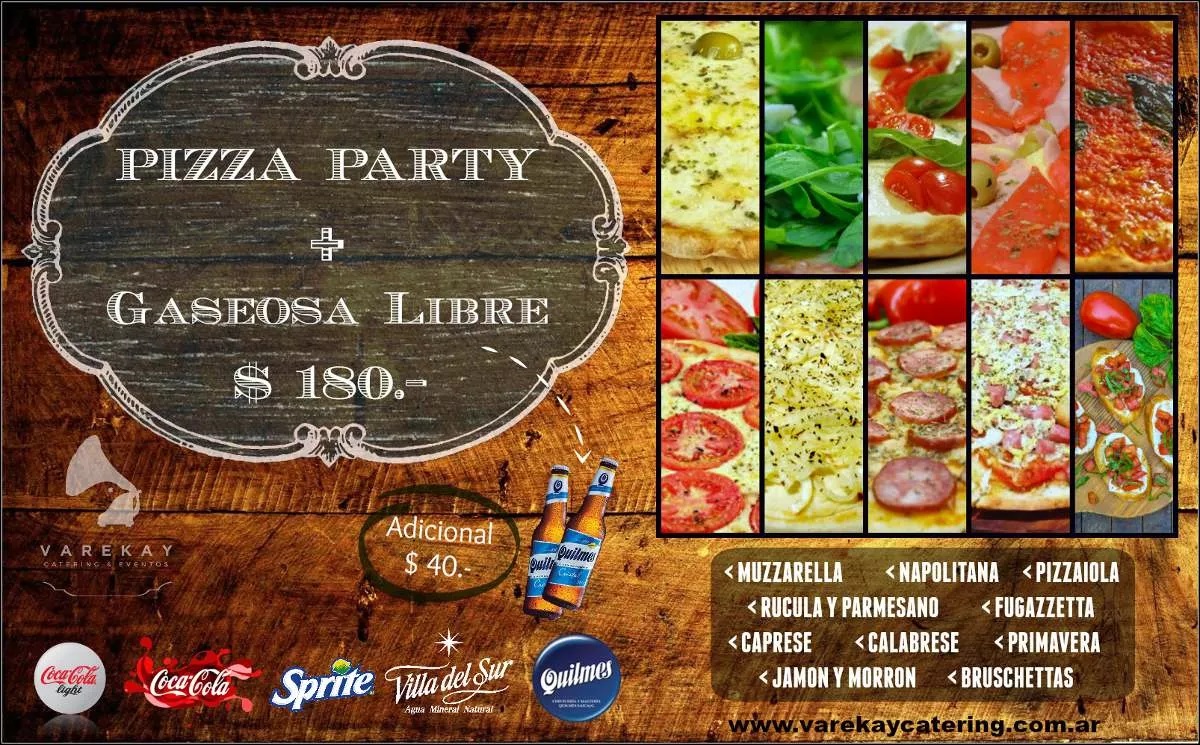 PIZZA PARTY
+
GASEOSA LIBRE
$ 180.-
VAREKAY
CATERING & EVENTOS
Adicional
$ 40.-
Quilmes
Cristal
< MUZZARELLA < NAPOLITANA < PIZZAIOLA
< RUCULA Y PARMESANO < FUGAZZETTA
< CAPRESE < CALABRESE < PRIMAVERA
< JAMON Y MORRON < BRUSCHETTAS
Coca-Cola
light
Coca-Cola
Sprite
Villa del Sur
Agua Mineral Natural
Quilmes
www.varekaycatering.com.ar